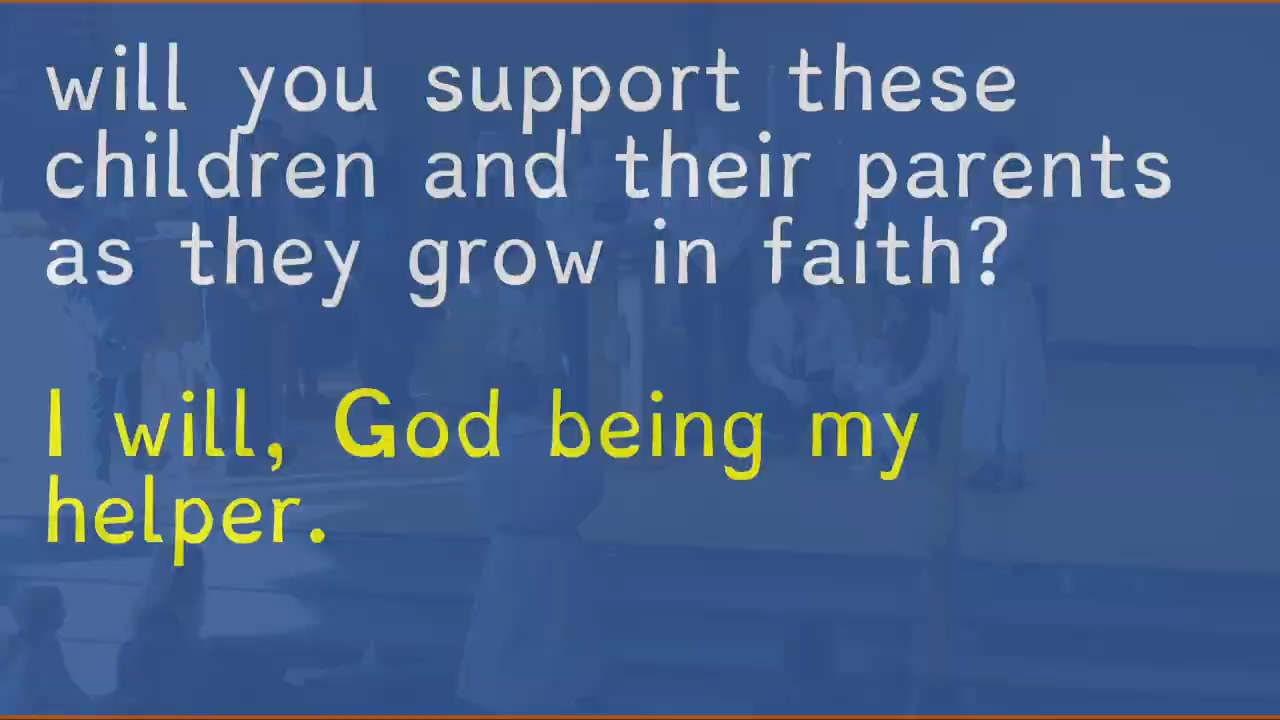 will you support these
children and their parents
as they grow in faith?
I will, God being my
helper.